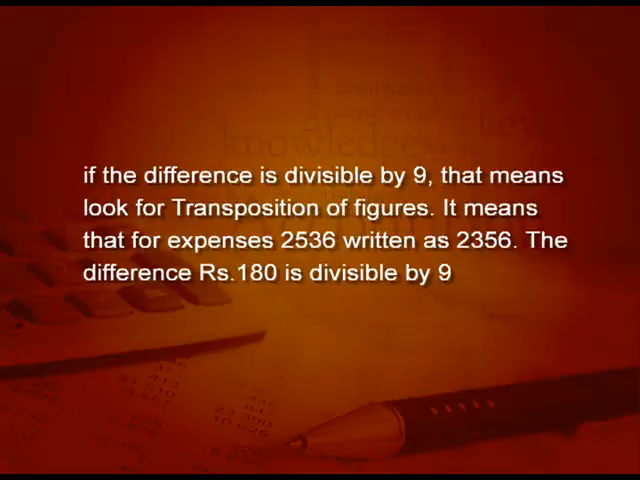 knowledges
if the difference is divisible by 9, that means
look for Transposition of figures. It means
that for expenses 2536 written as 2356. The
difference Rs.180 is divisible by 9